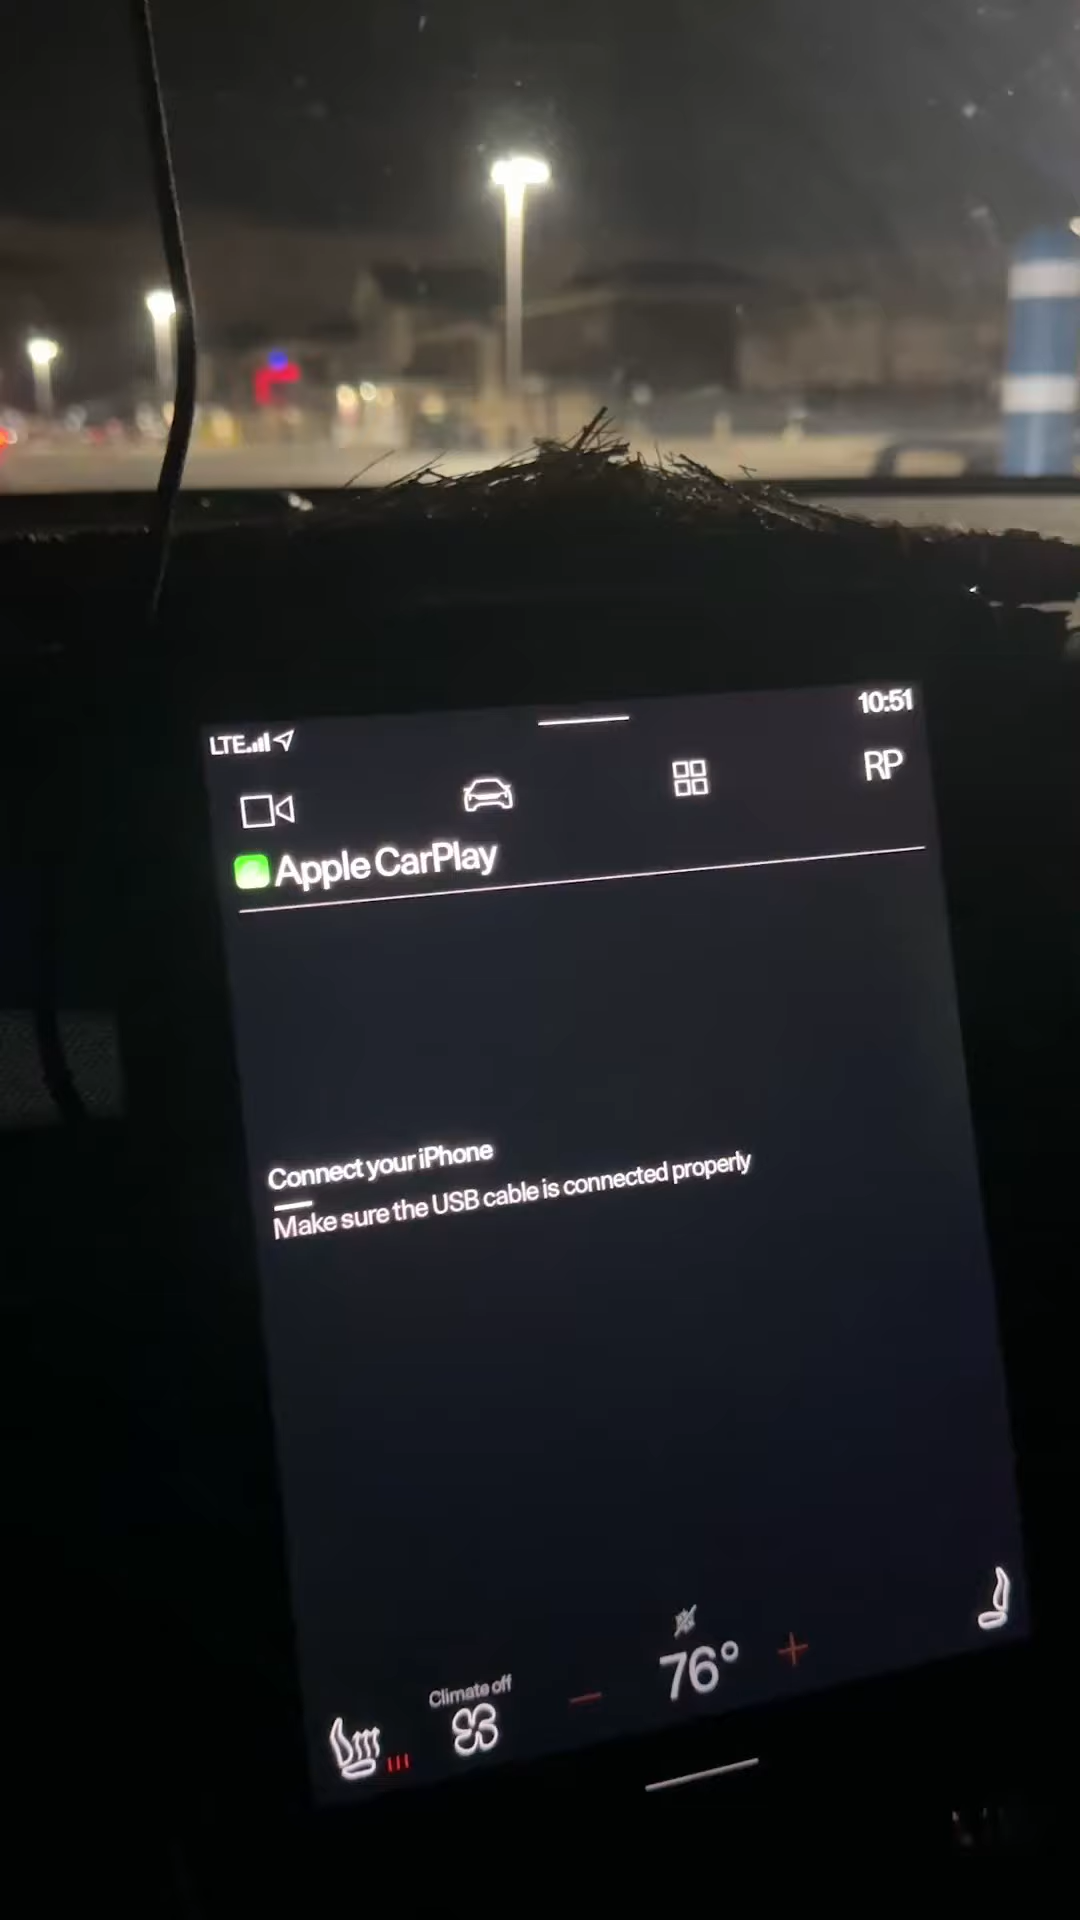 LTE
10:51
RP
Apple CarPlay
Connect your iPhone
Make sure the USB cable is connected properly
Climate off
76°